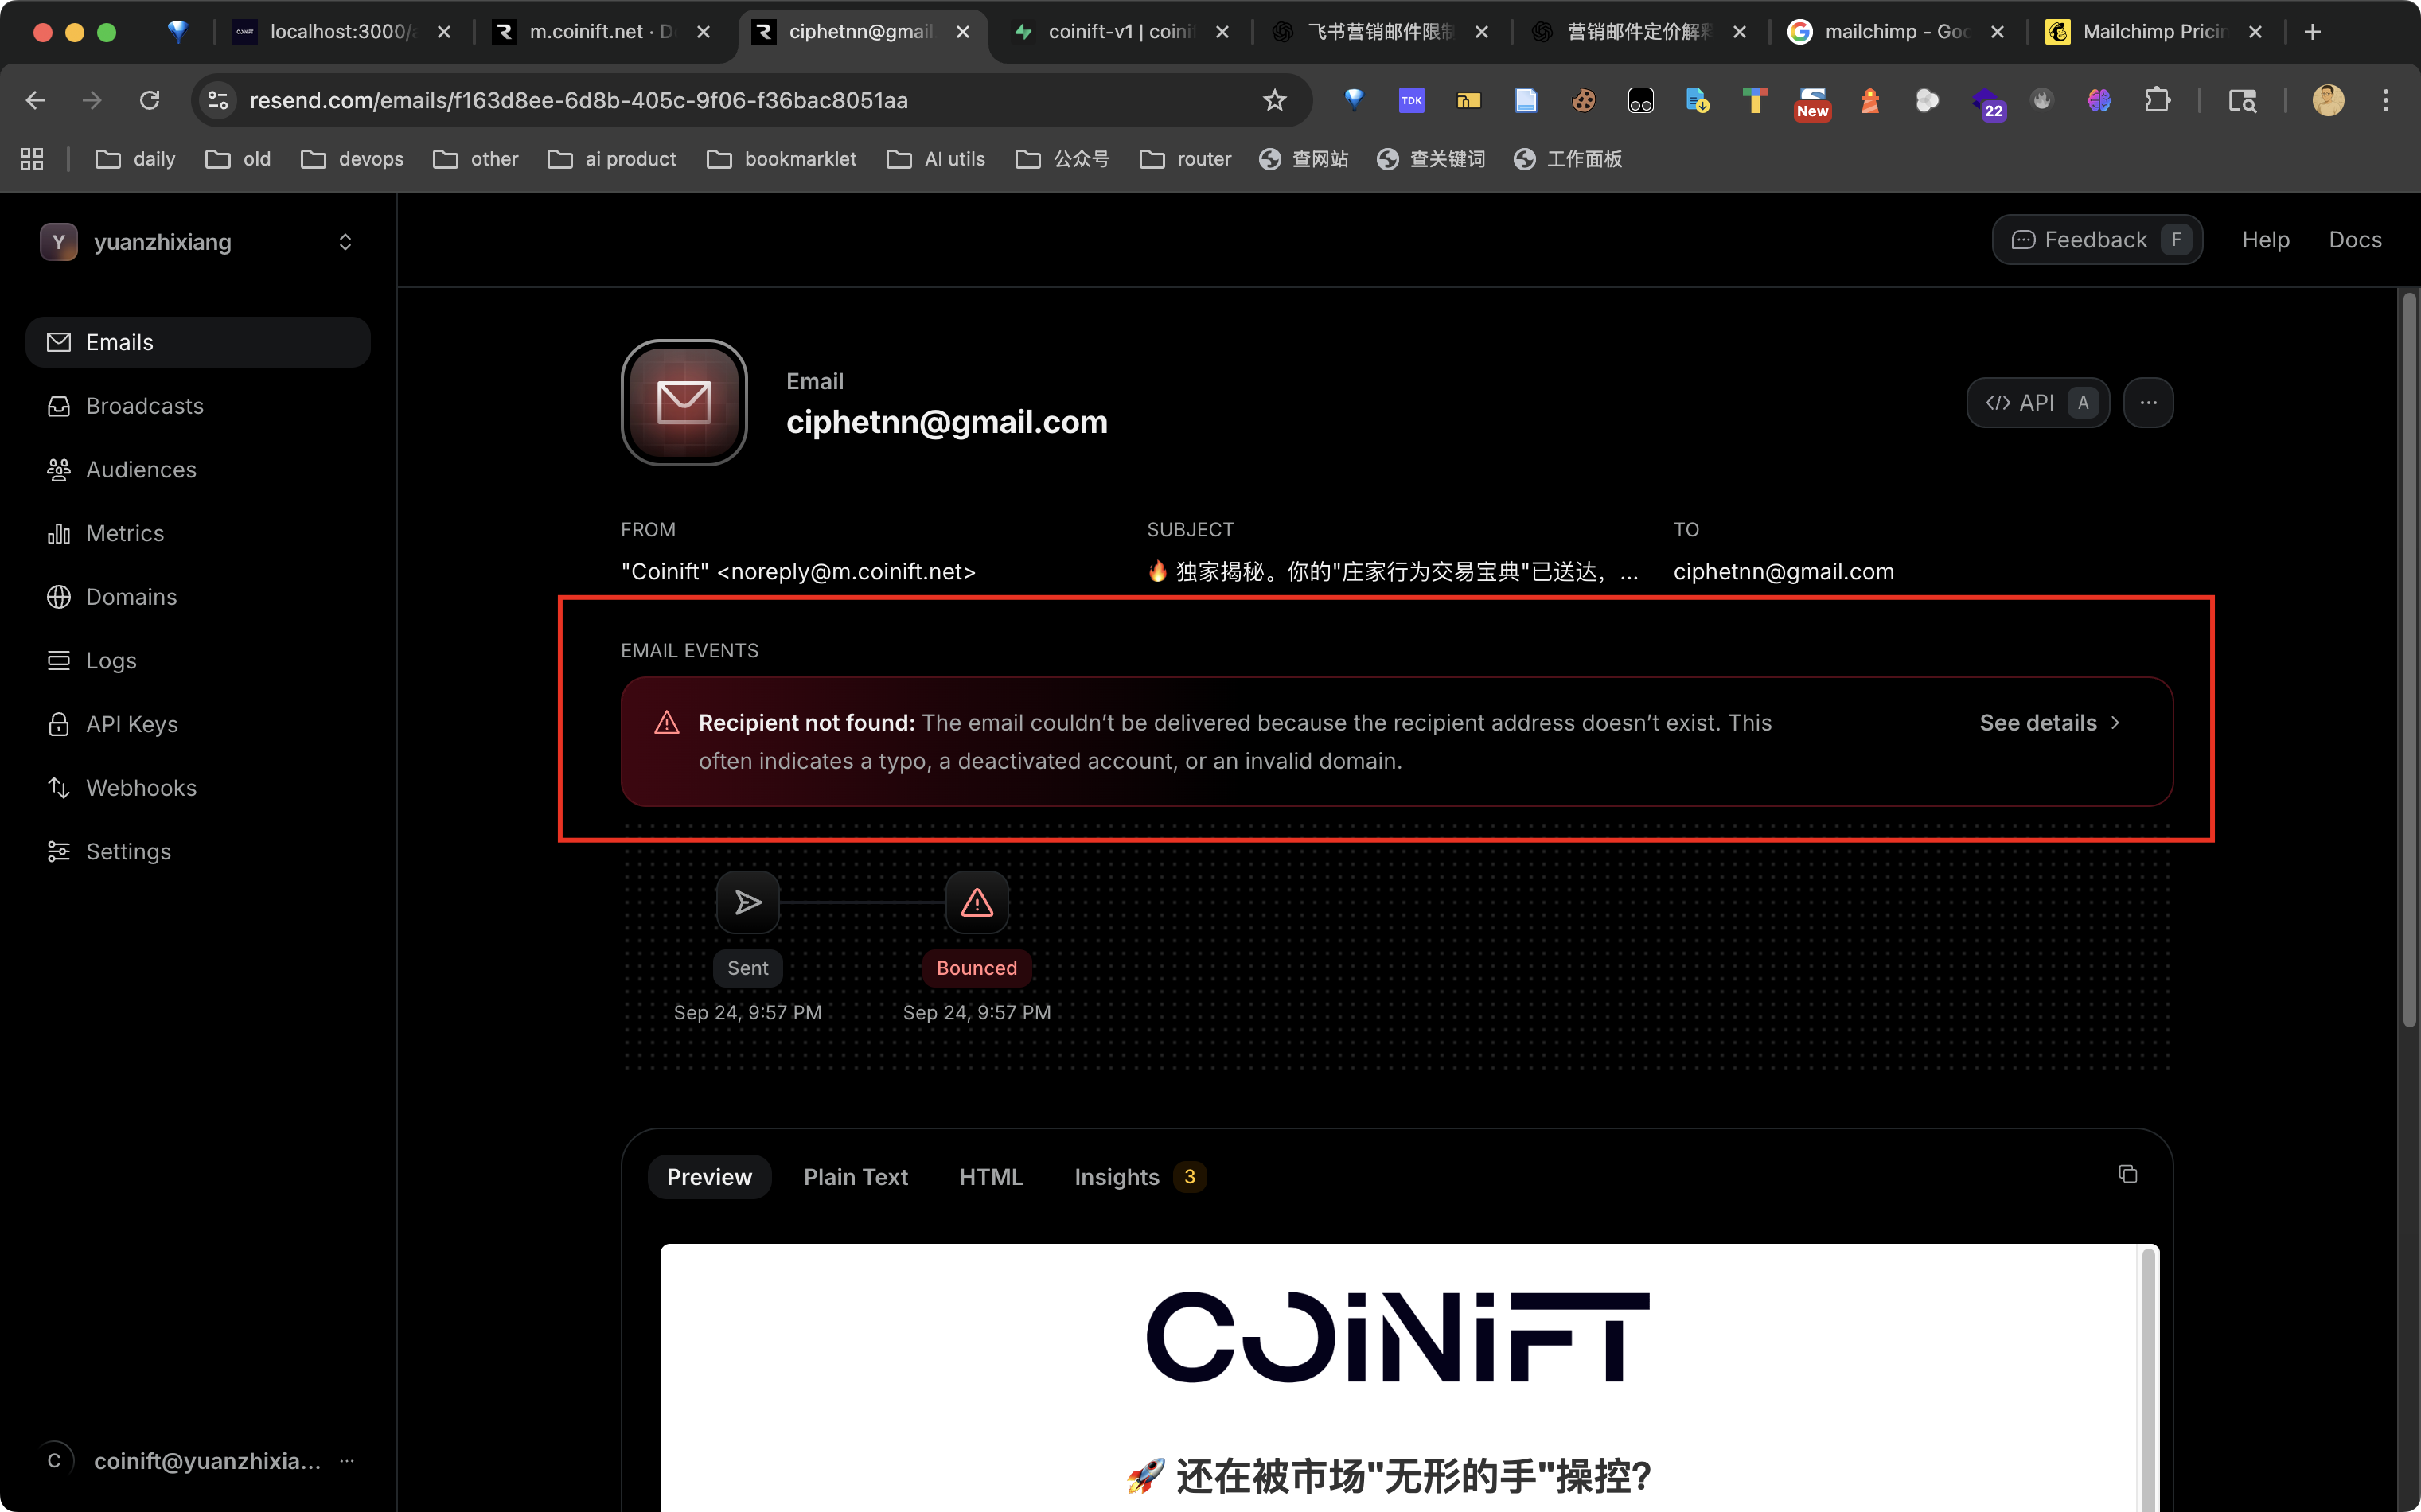 localhost:3000/
m.coinift.net · D
ciphetnn@gmail
coinift-v1 | coini
飞书营销邮件限制
营销邮件定价解释
mailchimp - Goo
Mailchimp Pricin
resend.com/emails/f163d8ee-6d8b-405c-9f06-f36bac8051aa
TDK
New
22
daily
old
devops
other
ai product
bookmarklet
AI utils
公众号
router
查网站
查关键词
工作面板
Y yuanzhixiang
Feedback F
Help
Docs
Emails
Broadcasts
Audiences
Metrics
Domains
Logs
API Keys
Webhooks
Settings
C coinift@yuanzhixia...
Email
ciphetnn@gmail.com
API A
FROM
"Coinift" <noreply@m.coinift.net>
SUBJECT
🔥 独家揭秘。你的"庄家行为交易宝典"已送达，...
TO
ciphetnn@gmail.com
EMAIL EVENTS
Recipient not found: The email couldn’t be delivered because the recipient address doesn’t exist. This
often indicates a typo, a deactivated account, or an invalid domain.
See details
Sent
Sep 24, 9:57 PM
Bounced
Sep 24, 9:57 PM
Preview
Plain Text
HTML
Insights 3
COiNiFT
🚀 还在被市场"无形的手"操控?